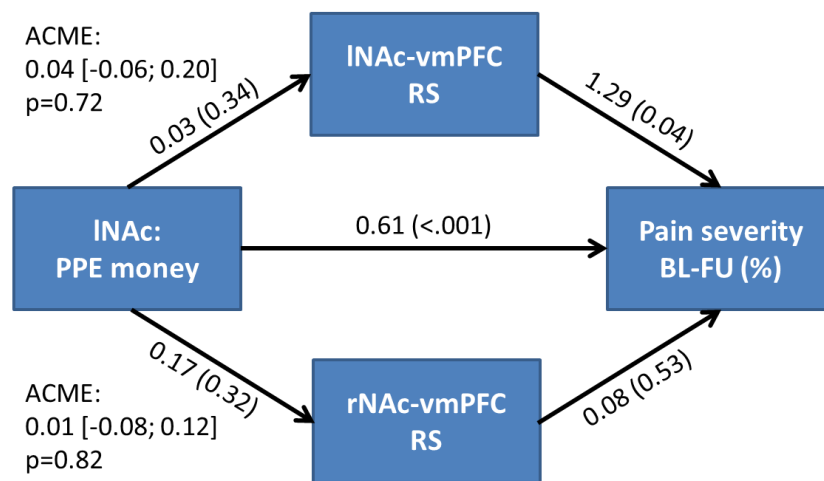 ACME:
0.04 [-0.06; 0.20]
p=0.72
0.03 (0.34)
lNAc-vmPFC
RS
1.29 (0.04)
lNAc:
PPE money
0.61 (<.001)
Pain severity
BL-FU (%)
0.17 (0.32)
ACME:
0.01 [-0.08; 0.12]
p=0.82
rNAc-vmPFC
RS
0.08 (0.53)